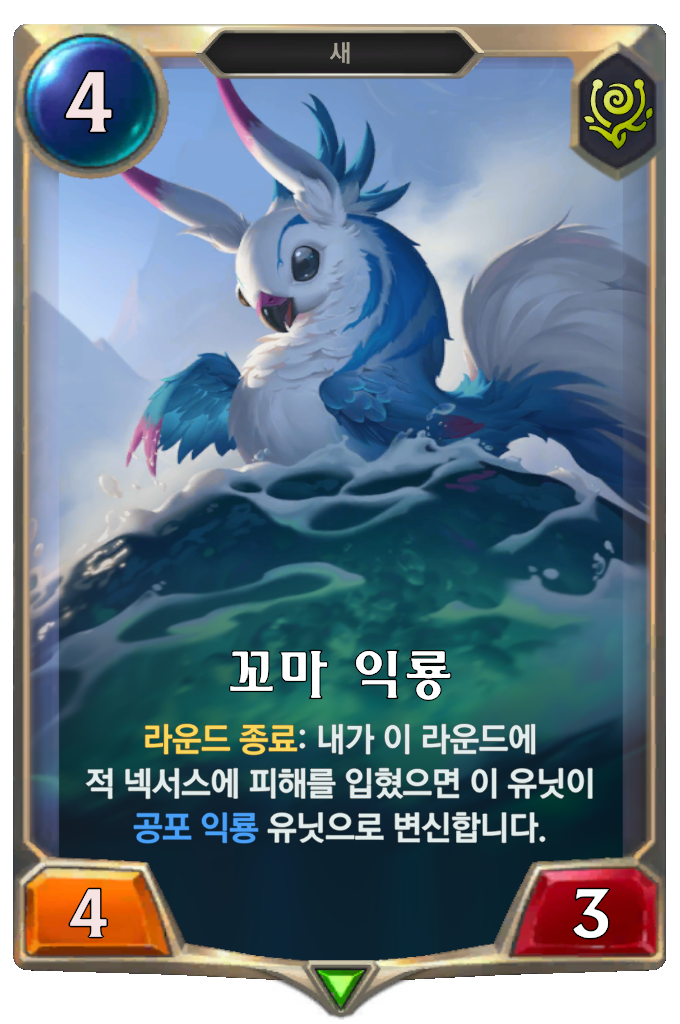 4
새
꼬마 익룡
라운드 종료: 내가 이 라운드에
적 넥서스에 피해를 입혔으면 이 유닛이
공포 익룡 유닛으로 변신합니다.
4
3